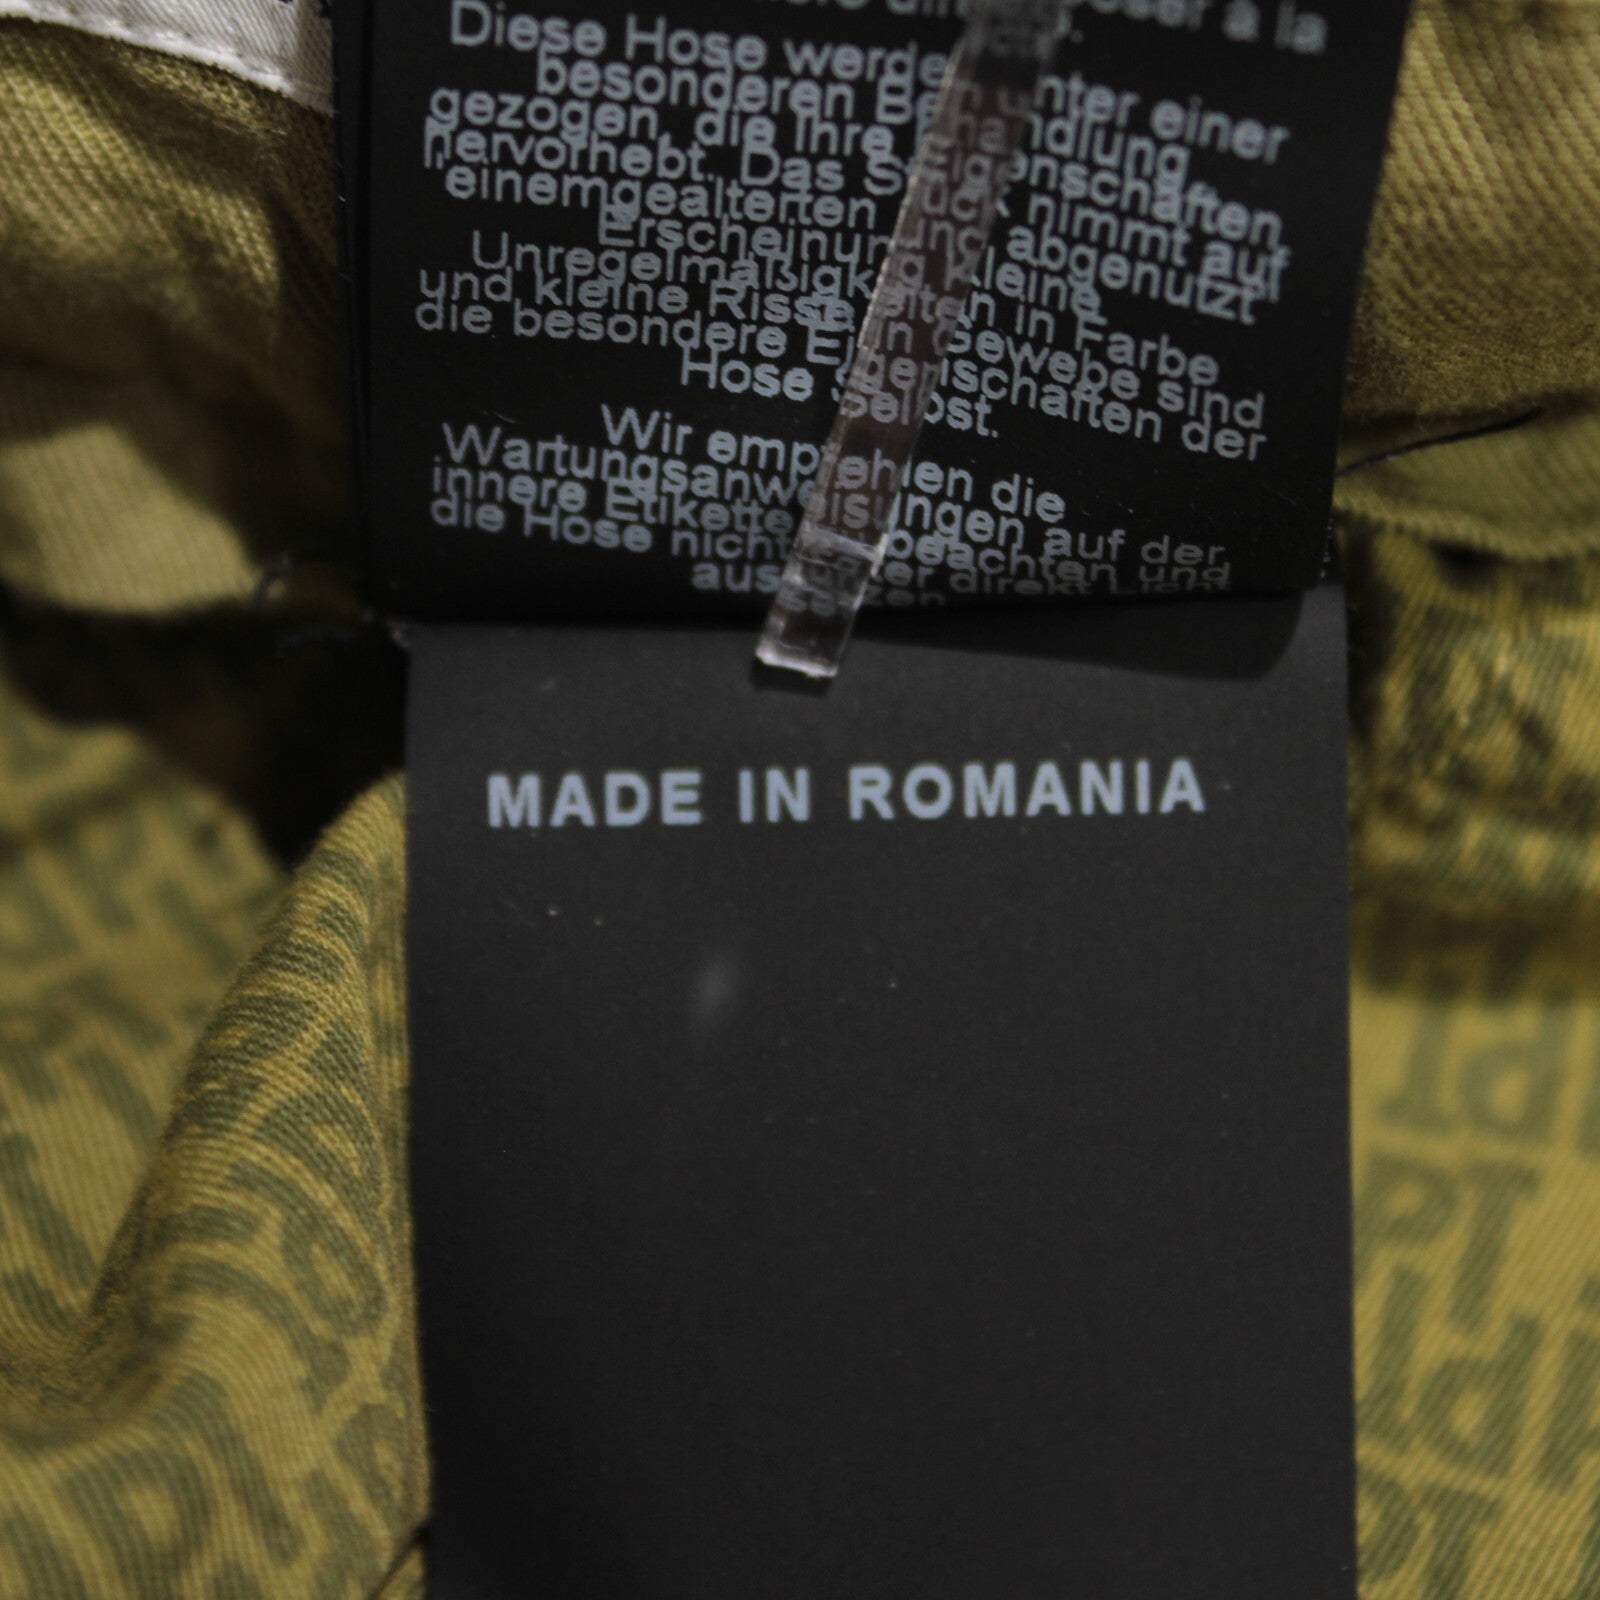 à la
Diese Hose werden unter einer
besonderen Behandlung
gezogen, die Ihre Eigenschaften
hervorhebt. Das Stück nimmt auf
einemgealterten und abgenutzt
Erscheinung kleine
Unregelmäßigkeiten in Farbe
und kleine Risse in Gewebe sind
die besondere Eigenschaften der
Hose Selbst.
Wir empfehlen die
Wartungsanweisungen auf der
innere Etikette beachten und
die Hose nicht direkt Licht
MADE IN ROMANIA